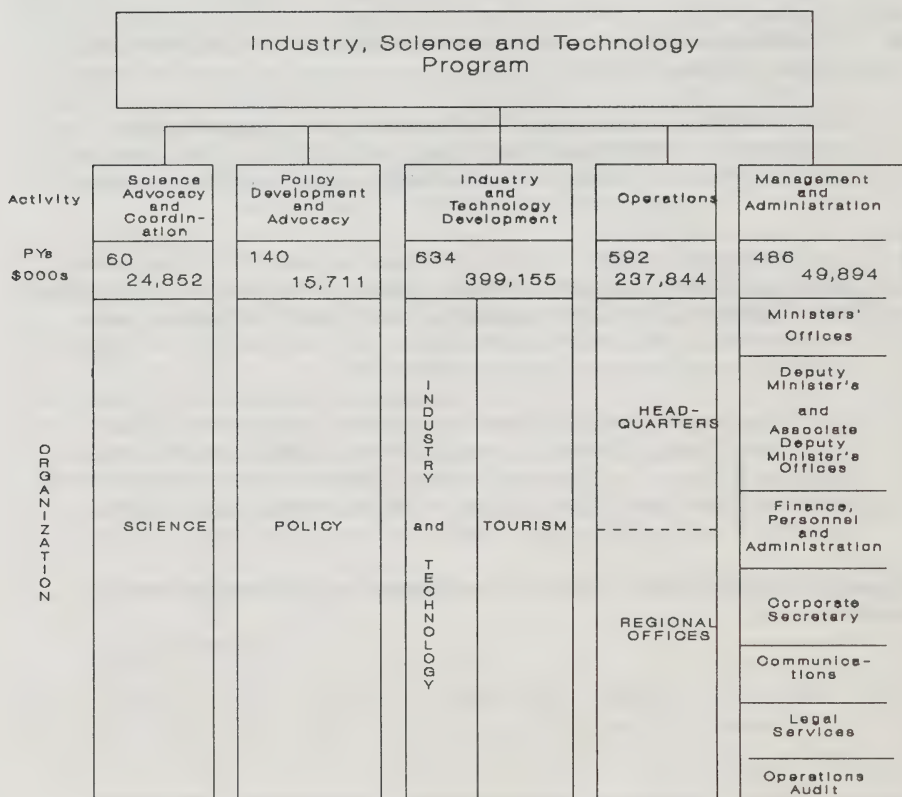 Industry, Science and Technology
Program
Activity
Science
Advocacy
and
Coordin-
ation
Policy
Development
and
Advocacy
Industry
and
Technology
Development
Operations
Management
and
Administration
PYs
60
140
634
592
486
$000s
24,852
15,711
399,155
237,844
49,894
ORGANIZATION
SCIENCE
POLICY
INDUSTRY
and
TECHNOLOGY
TOURISM
HEAD-
QUARTERS
REGIONAL
OFFICES
Ministers'
Offices
Deputy
Minister's
and
Associate
Deputy
Minister's
Offices
Finance,
Personnel
and
Administration
Corporate
Secretary
Communica-
tions
Legal
Services
Operations
Audit